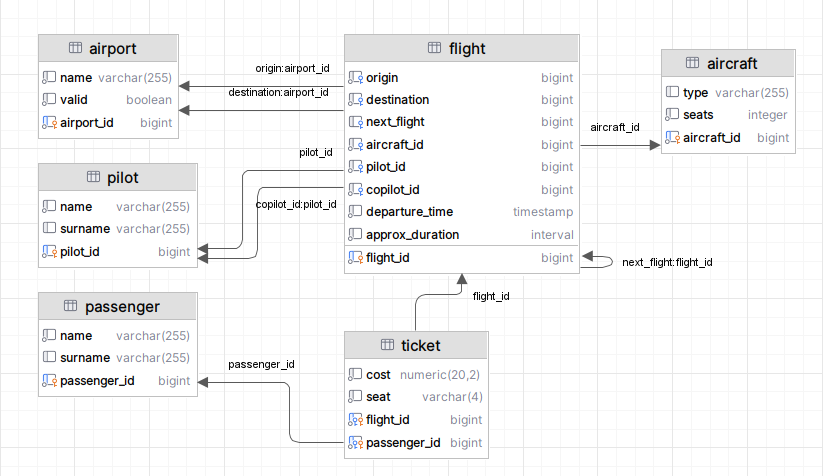 airport
name varchar(255)
valid boolean
airport_id bigint
origin:airport_id
destination:airport_id
flight
origin bigint
destination bigint
next_flight bigint
aircraft_id bigint
pilot_id bigint
copilot_id bigint
departure_time timestamp
approx_duration interval
flight_id bigint
aircraft_id
aircraft
type varchar(255)
seats integer
aircraft_id bigint
pilot_id
copilot_id:pilot_id
pilot
name varchar(255)
surname varchar(255)
pilot_id bigint
next_flight:flight_id
flight_id
passenger
name varchar(255)
surname varchar(255)
passenger_id bigint
passenger_id
ticket
cost numeric(20,2)
seat varchar(4)
flight_id bigint
passenger_id bigint